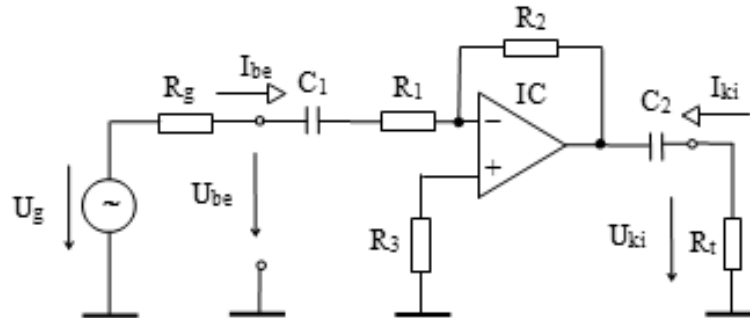 R2
Ibe
C1
Rg
R1
IC
C2
Iki
−
+
Ug
~
Ube
R3
Uki
Rt